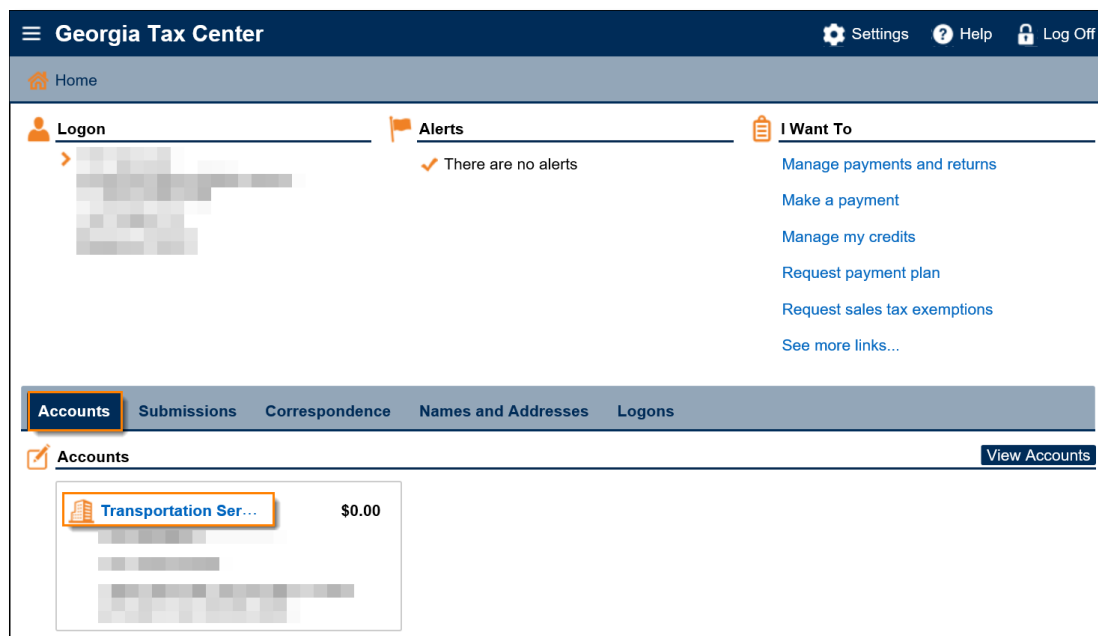 Georgia Tax Center
Settings
Help
Log Off
Home
Logon
Alerts
There are no alerts
I Want To
Manage payments and returns
Make a payment
Manage my credits
Request payment plan
Request sales tax exemptions
See more links...
Accounts Submissions Correspondence Names and Addresses Logons
Accounts
View Accounts
Transportation Ser... $0.00